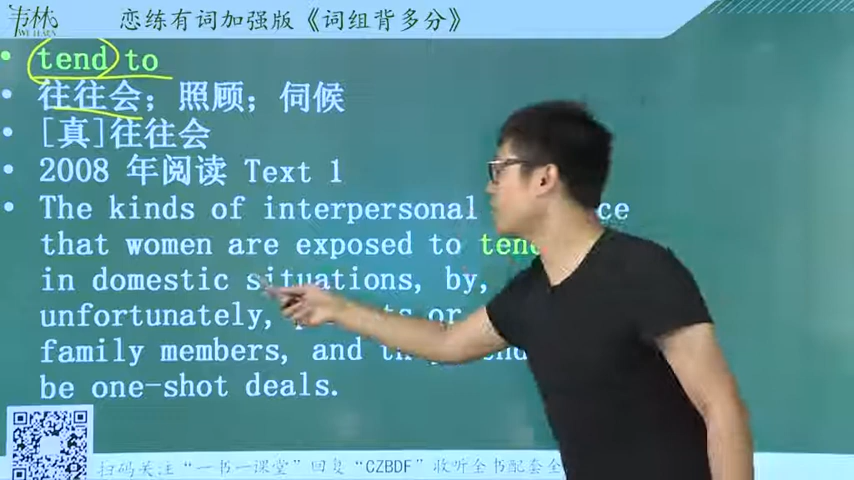 韦林 恋练有词加强版《词组背多分》
WE LEARN
tend to
往往会；照顾；伺候
[真]往往会
2008 年阅读 Text 1
The kinds of interpersonal ce
that women are exposed to tend
in domestic situations, by,
unfortunately, or
family members, and
be one-shot deals.
扫码关注“一书一课堂”回复“CZBDF”收听全书配套全